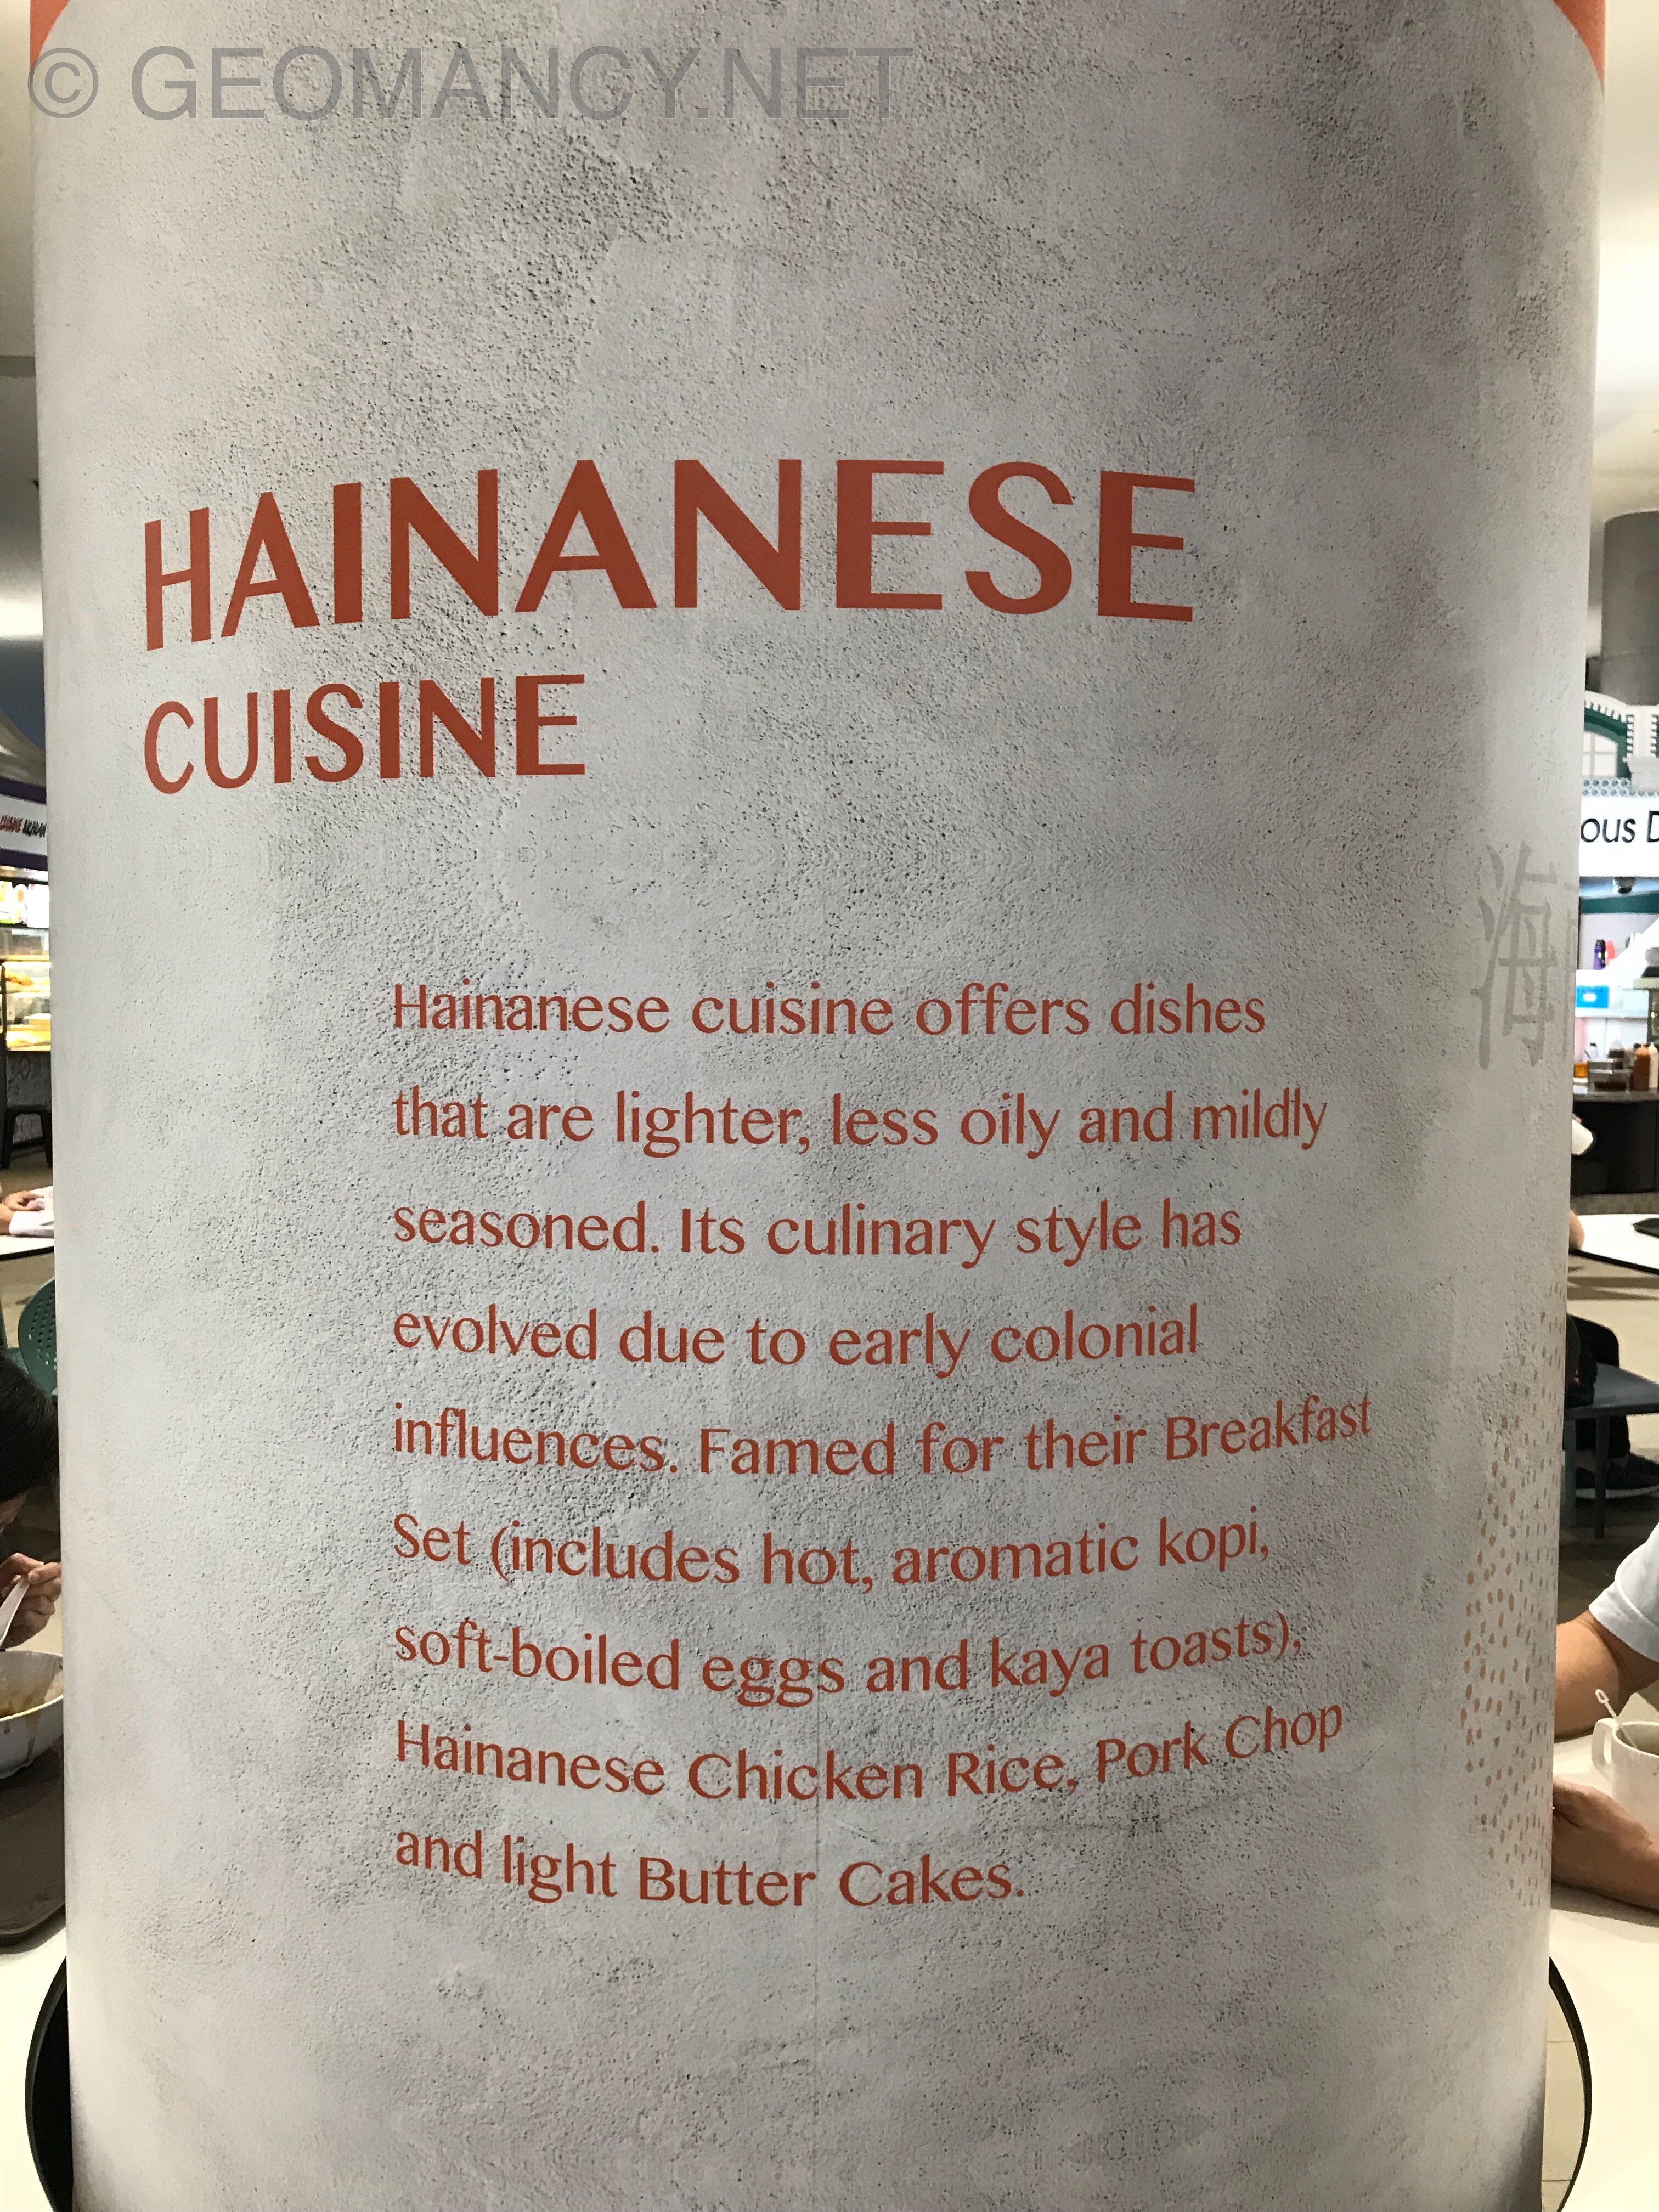 © GEOMANCY.NET
HAINANESE
CUISINE
Hainanese cuisine offers dishes
that are lighter, less oily and mildly
seasoned. Its culinary style has
evolved due to early colonial
influences. Famed for their Breakfast
Set (includes hot, aromatic kopi,
soft-boiled eggs and kaya toasts),
Hainanese Chicken Rice, Pork Chop
and light Butter Cakes.
海
ous D